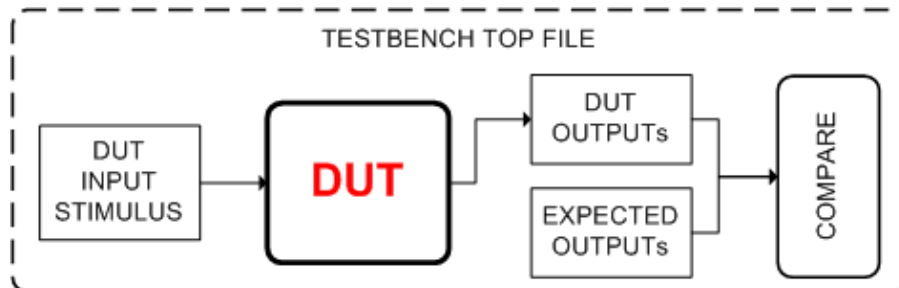 TESTBENCH TOP FILE
DUT
INPUT
STIMULUS
DUT
DUT
OUTPUTs
EXPECTED
OUTPUTs
COMPARE